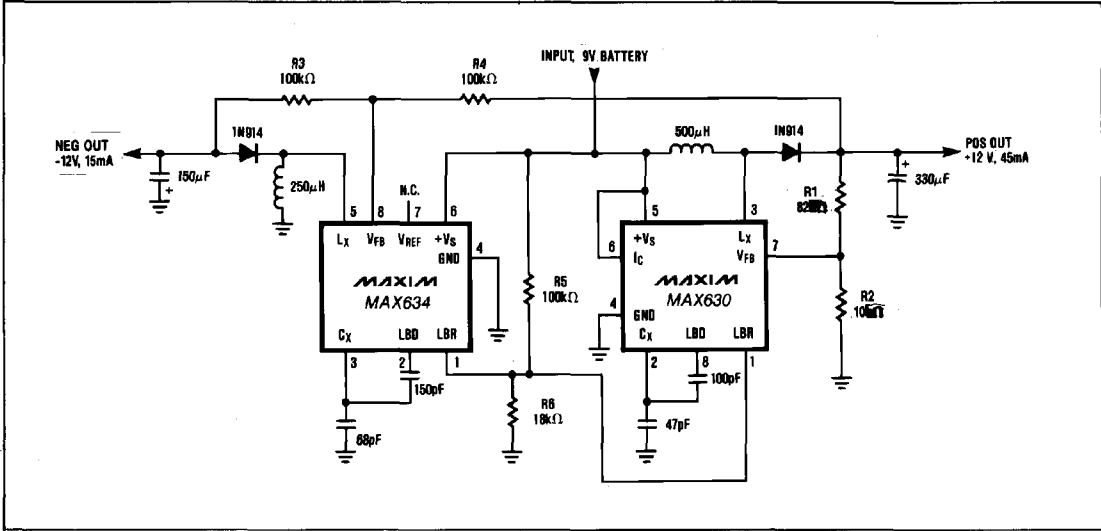 INPUT, 9V BATTERY
R3
100kΩ
R4
100kΩ
NEG OUT
-12V, 15mA
1N914
150µF
+
250µH
N.C.
500µH
1N914
POS OUT
+12 V, 45mA
+
330µF
R1
R2
5 8 7 6
LX VFB VREF +VS
GND 4
MAXIM
MAX634
CX LBD LBR
3 2 1
150pF
68pF
R5
100kΩ
R6
18kΩ
5 3
6
+VS LX
IC VFB 7
MAXIM
MAX630
4
GND
CX LBD LBR
2 8 1
100pF
47pF